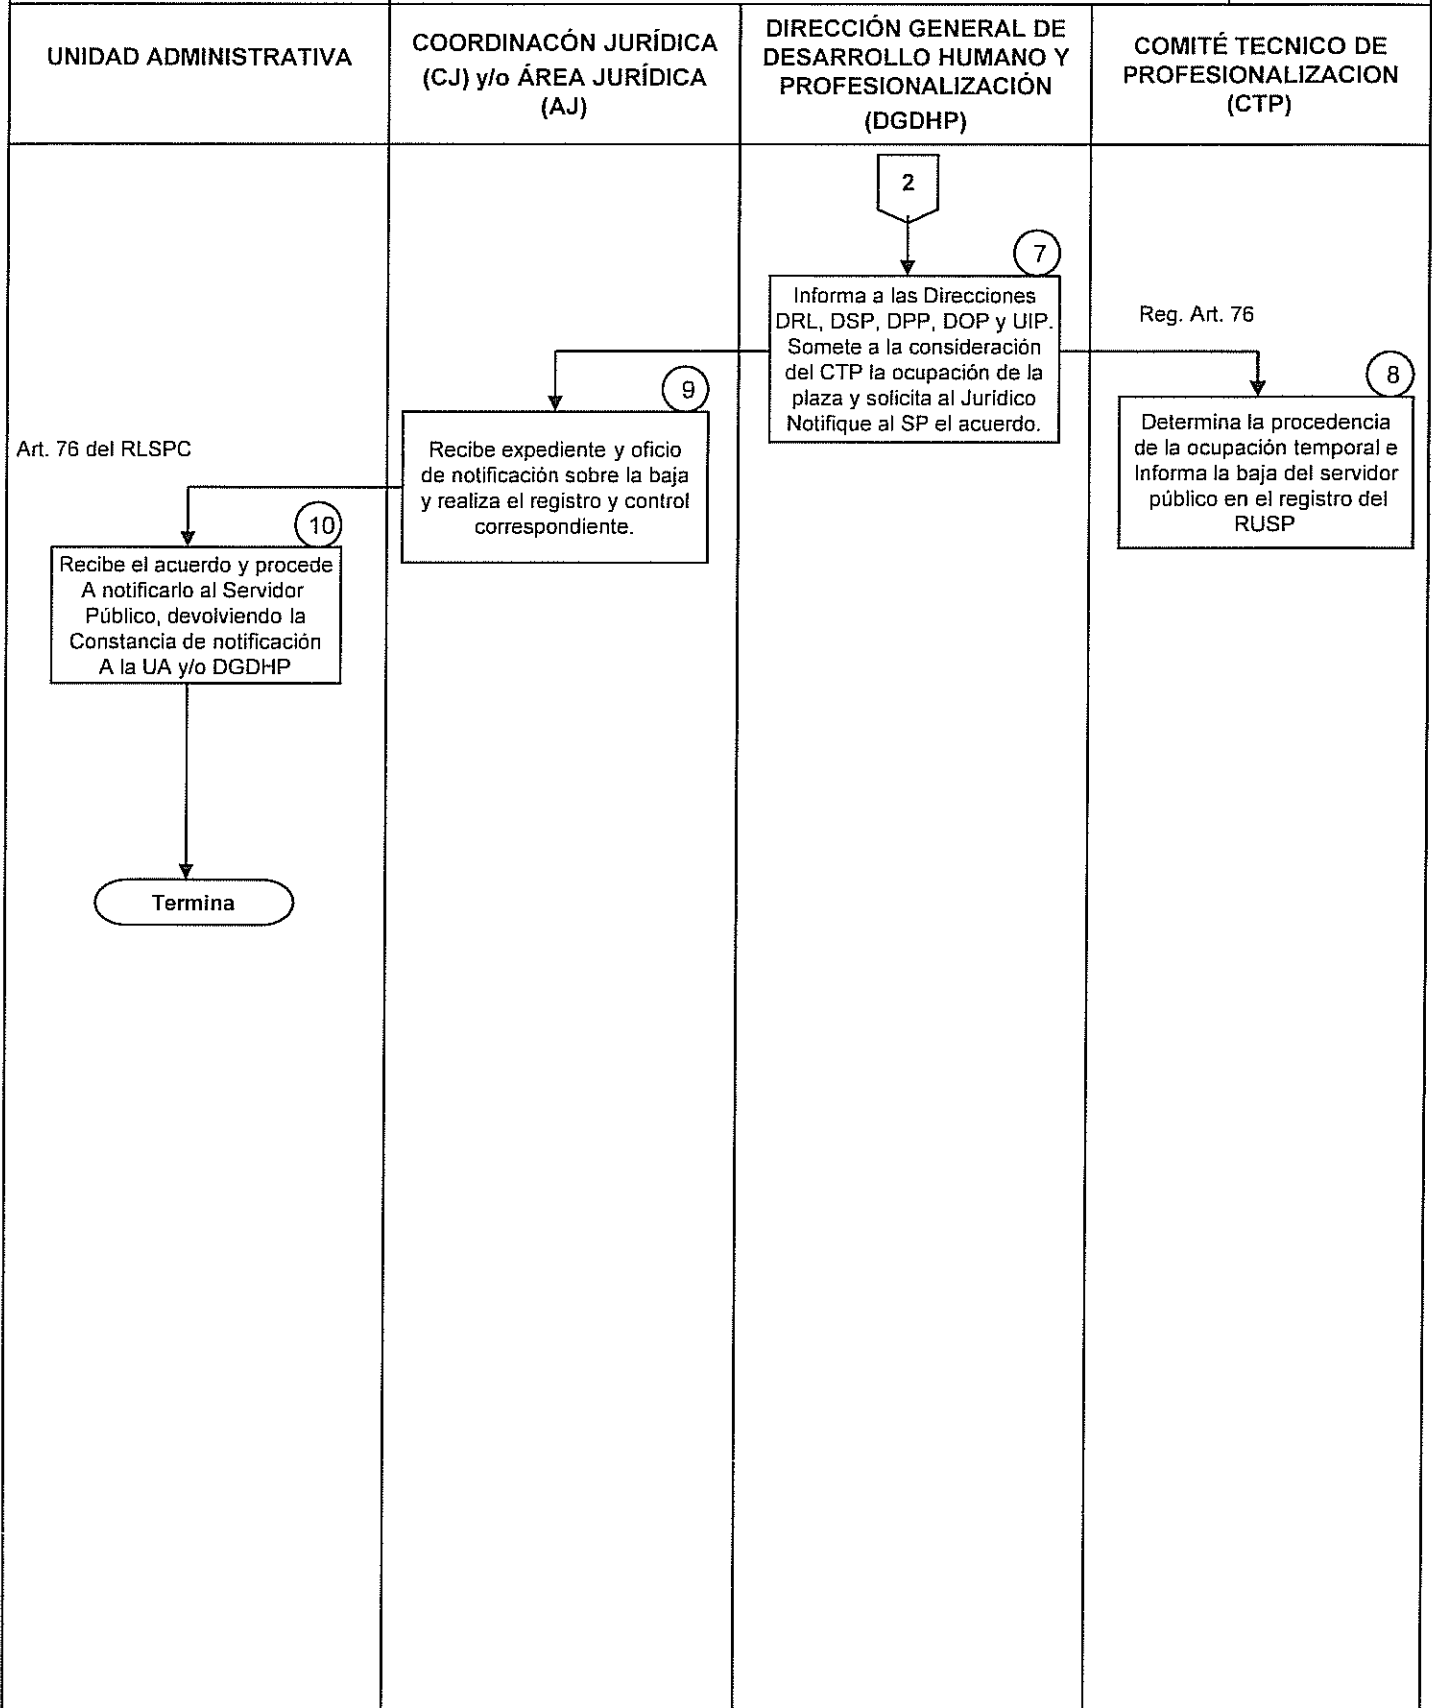 UNIDAD ADMINISTRATIVA
COORDINACÓN JURÍDICA
(CJ) y/o ÁREA JURÍDICA
(AJ)
DIRECCIÓN GENERAL DE
DESARROLLO HUMANO Y
PROFESIONALIZACIÓN
(DGDHP)
COMITÉ TECNICO DE
PROFESIONALIZACION
(CTP)
2
7
Informa a las Direcciones
DRL, DSP, DPP, DOP y UIP.
Somete a la consideración
del CTP la ocupación de la
plaza y solicita al Jurídico
Notifique al SP el acuerdo.
Reg. Art. 76
8
Determina la procedencia
de la ocupación temporal e
Informa la baja del servidor
público en el registro del
RUSP
9
Recibe expediente y oficio
de notificación sobre la baja
y realiza el registro y control
correspondiente.
Art. 76 del RLSPC
10
Recibe el acuerdo y procede
A notificarlo al Servidor
Público, devolviendo la
Constancia de notificación
A la UA y/o DGDHP
Termina